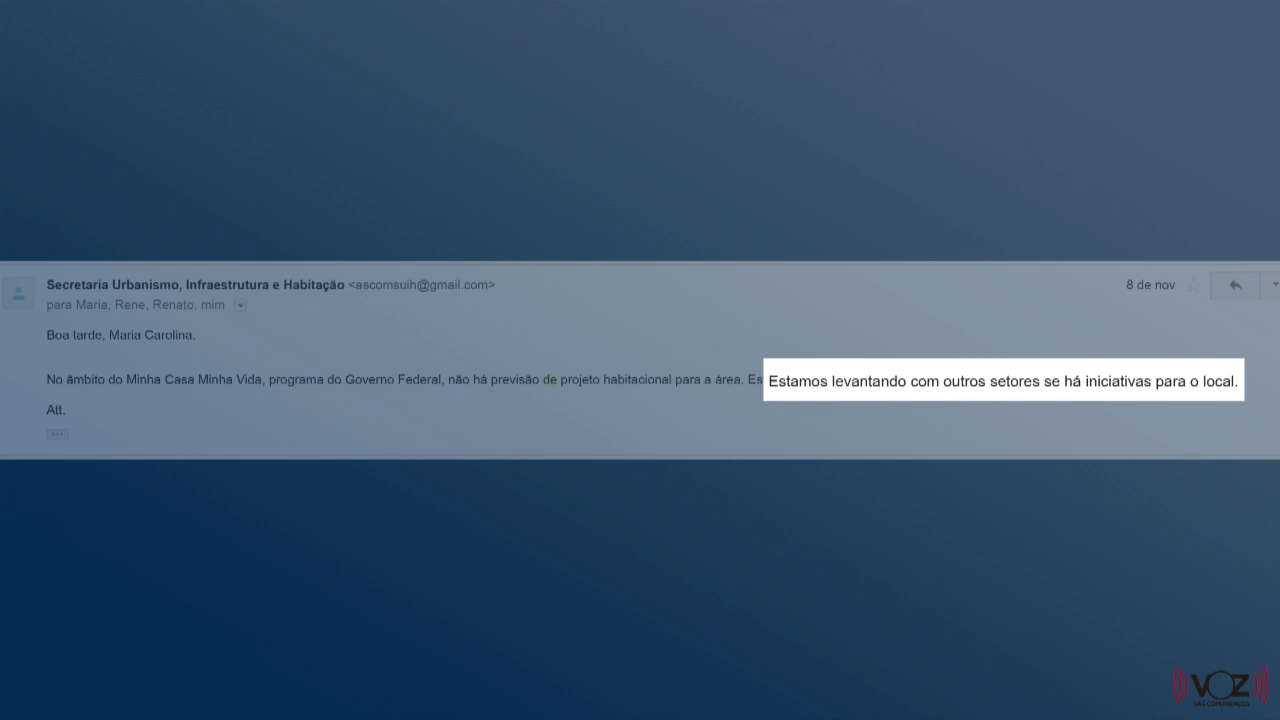 Secretaria Urbanismo, Infraestrutura e Habitação <ascomsuih@gmail.com> 8 de nov
para Maria, Rene, Renato, mim
Boa tarde, Maria Carolina.
No âmbito do Minha Casa Minha Vida, programa do Governo Federal, não há previsão de projeto habitacional para a área. Es Estamos levantando com outros setores se há iniciativas para o local.
Att.
VOZ
DAS COMUNIDADES